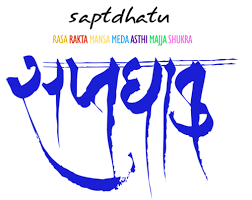 saptdhatu
RASA RAKTA MANSA MEDA ASTHI MAJJA SHUKRA
सप्तधातु